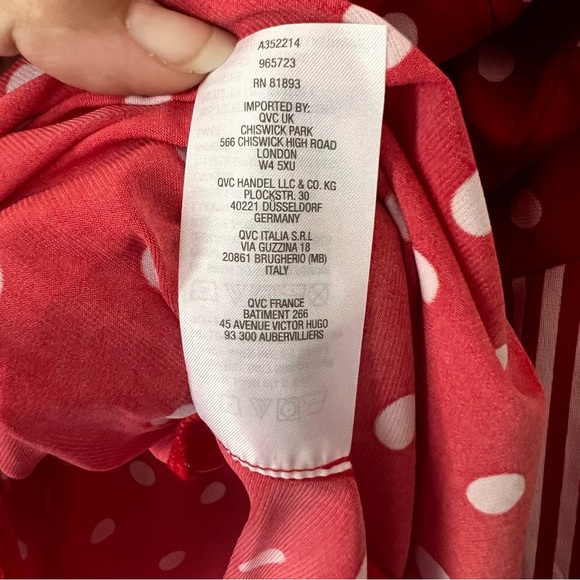 A352214
965723
RN 81893
IMPORTED BY:
QVC UK
CHISWICK PARK
566 CHISWICK HIGH ROAD
LONDON
W4 5XU
QVC HANDEL LLC & CO. KG
PLOCKSTR. 30
40221 DÜSSELDORF
GERMANY
QVC ITALIA S.R.L
VIA GUZZINA 18
20861 BRUGHERIO (MB)
ITALY
QVC FRANCE
BATIMENT 266
45 AVENUE VICTOR HUGO
93 300 AUBERVILLIERS